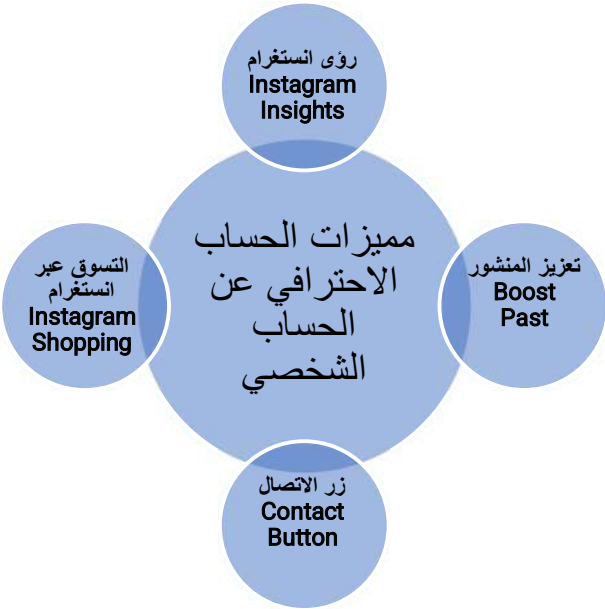 رؤى انستغرام
Instagram
Insights
مميزات الحساب
الاحترافي عن
الحساب
الشخصي
تعزيز المنشور
Boost
Past
التسوق عبر
انستغرام
Instagram
Shopping
زر الاتصال
Contact
Button